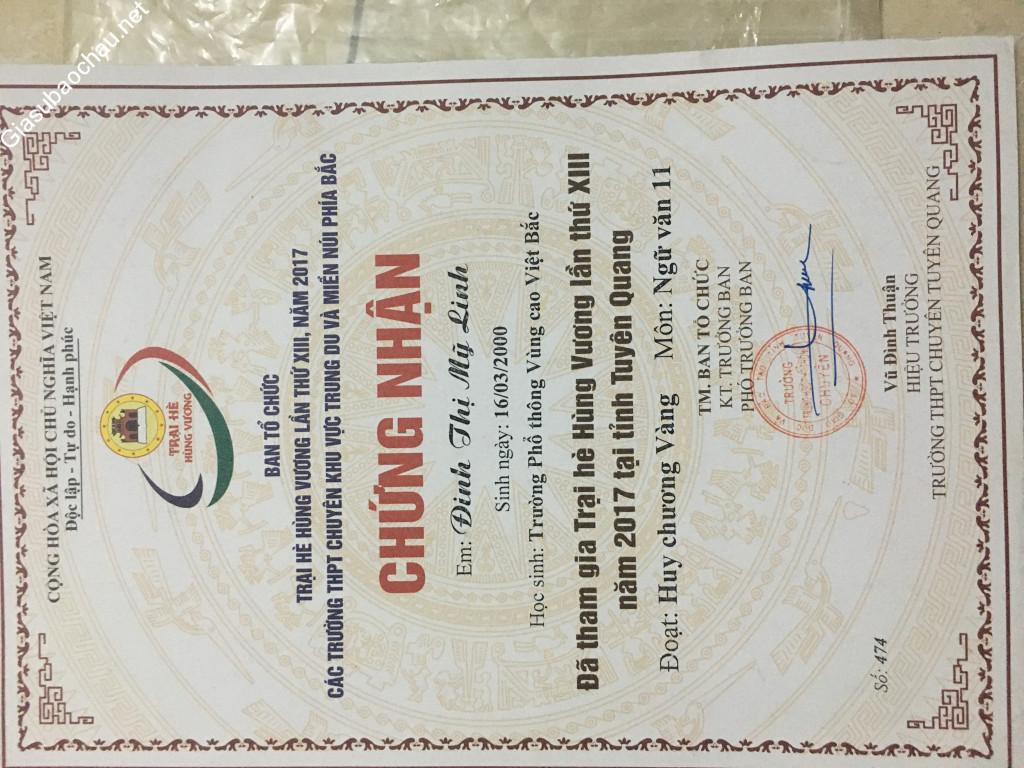 Giasubaochau.net
CỘNG HÒA XÃ HỘI CHỦ NGHĨA VIỆT NAM
Độc lập - Tự do - Hạnh phúc
TRẠI HÈ
HÙNG VƯƠNG
BAN TỔ CHỨC
TRẠI HÈ HÙNG VƯƠNG LẦN THỨ XIII, NĂM 2017
CÁC TRƯỜNG THPT CHUYÊN KHU VỰC TRUNG DU VÀ MIỀN NÚI PHÍA BẮC
CHỨNG NHẬN
Em: Đinh Thị Mỹ Linh
Sinh ngày: 16/03/2000
Học sinh: Trường Phổ thông Vùng cao Việt Bắc
Đã tham gia Trại hè Hùng Vương lần thứ XIII
năm 2017 tại tỉnh Tuyên Quang
Đoạt: Huy chương Vàng Môn: Ngữ văn 11
TM. BAN TỔ CHỨC
KT. TRƯỞNG BAN
PHÓ TRƯỞNG BAN
TRƯỜNG
CHUYÊN
Số: 474
Vũ Đình Thuận
HIỆU TRƯỞNG
TRƯỜNG THPT CHUYÊN TUYÊN QUANG